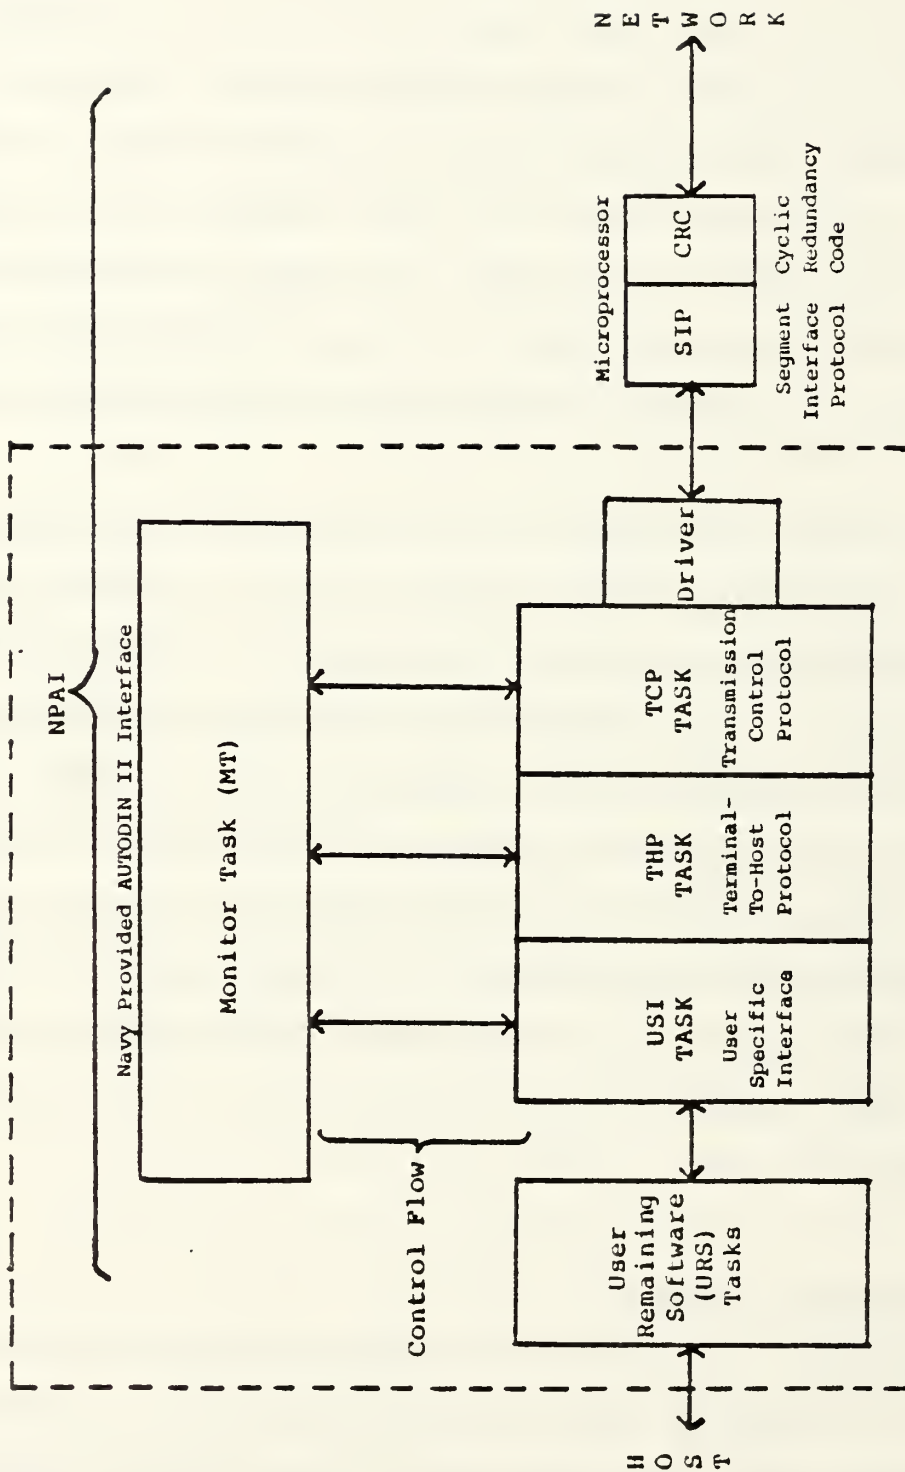 NPAI
Navy Provided AUTODIN II Interface
Monitor Task (MT)
Control Flow
H
O
S
T
User
Remaining
Software
(URS)
Tasks
USI
TASK
User
Specific
Interface
THP
TASK
Terminal-
To-Host
Protocol
TCP
TASK
Transmission
Control
Protocol
Driver
Microprocessor
SIP
CRC
Segment
Interface
Protocol
Cyclic
Redundancy
Code
N
E
T
W
O
R
K